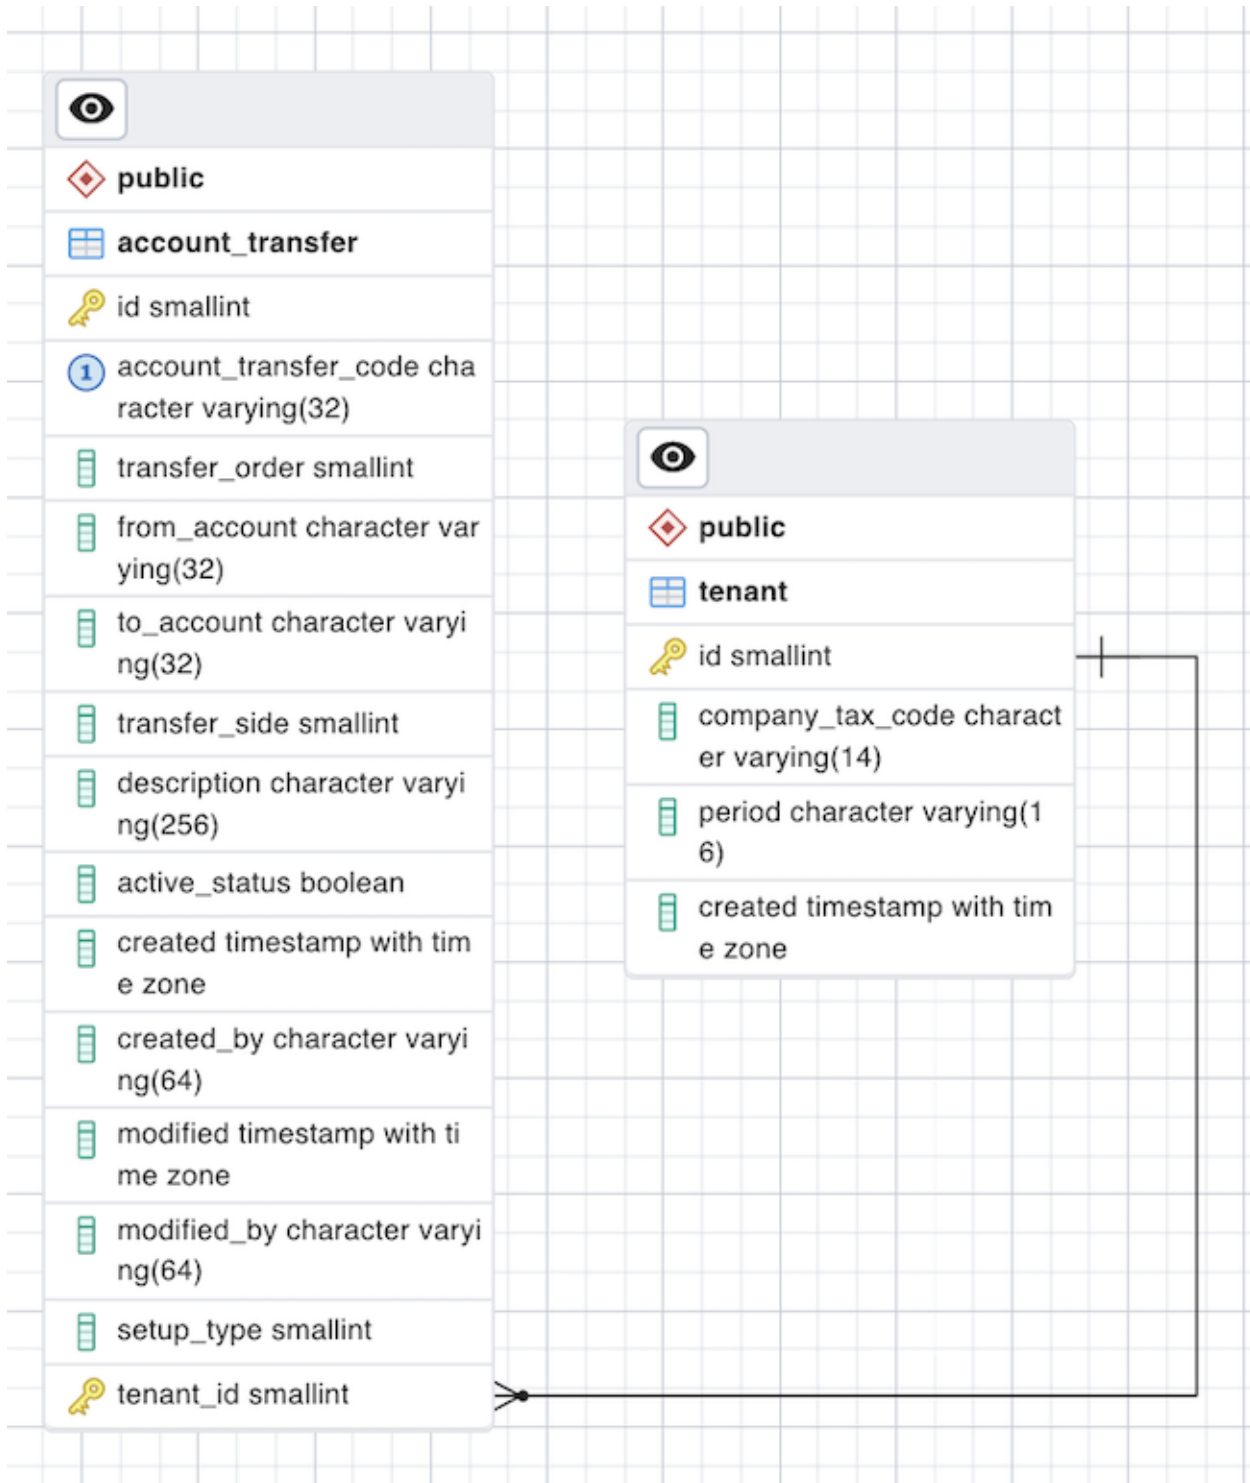 public
account_transfer
id smallint
1
account_transfer_code cha
racter varying(32)
transfer_order smallint
from_account character var
ying(32)
to_account character varyi
ng(32)
transfer_side smallint
description character varyi
ng(256)
active_status boolean
created timestamp with tim
e zone
created_by character varyi
ng(64)
modified timestamp with ti
me zone
modified_by character varyi
ng(64)
setup_type smallint
tenant_id smallint
public
tenant
id smallint
company_tax_code charact
er varying(14)
period character varying(1
6)
created timestamp with tim
e zone